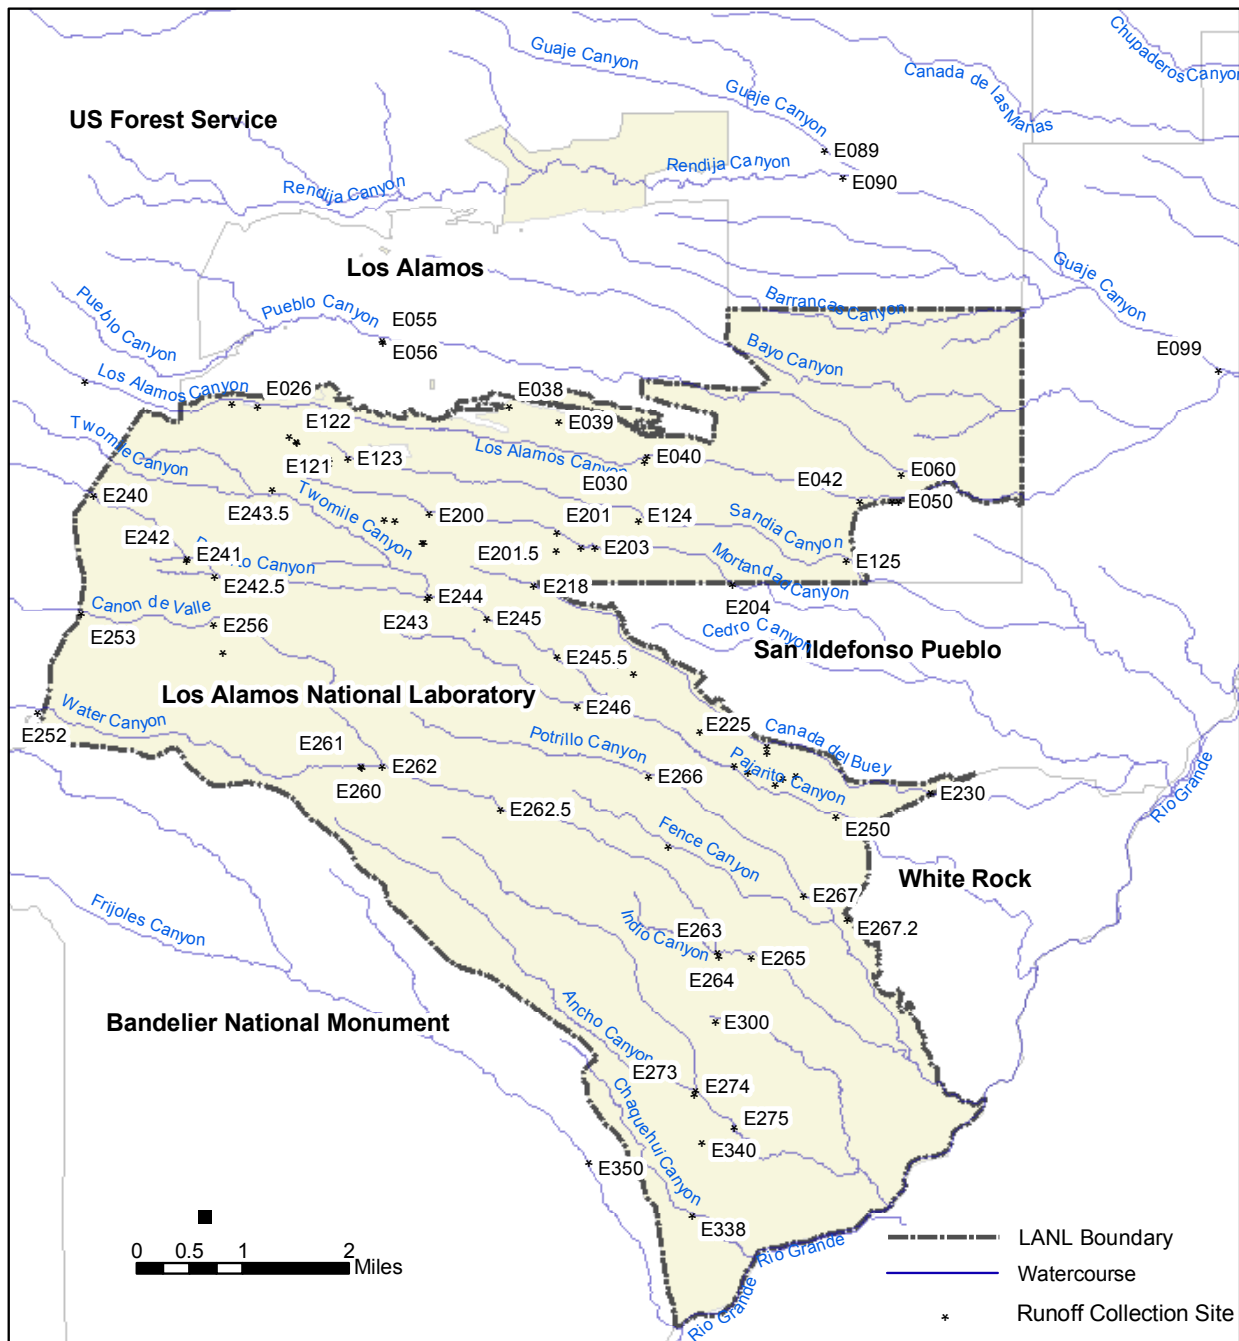 Chupaderos Canyon
Guaje Canyon
Canada de las Marias
Guaje Canyon
US Forest Service
E089
Rendija Canyon
E090
Rendija Canyon
Los Alamos
Guaje Canyon
Pueblo Canyon
Pueblo Canyon
Barrancas Canyon
E055
E056
Bayo Canyon
E099
Los Alamos Canyon
E026
E038
E122
E039
Twomile Canyon
E123
Los Alamos Canyon
E040
E121
E030
E042
E060
E240
E243.5
Twomile Canyon
E200
E201
E124
E050
Sandia Canyon
E242
E241
E201.5
E203
Mortandad Canyon
E125
Canyon
E242.5
E244
E218
E204
Canon de Valle
E253
E256
E243
E245
Cedro Canyon
San Ildefonso Pueblo
E245.5
Los Alamos National Laboratory
E246
Water Canyon
E252
E225
Canada del Buey
E261
Potrillo Canyon
Pajarito Canyon
E262
E266
E260
E230
Rio Grande
E262.5
E250
Fence Canyon
White Rock
E267
Frijoles Canyon
Indio Canyon
E263
E267.2
E265
E264
Bandelier National Monument
Ancho Canyon
E300
E273
E274
Chaquehui Canyon
E275
E340
E350
E338
0 0.5 1 2
Miles
Rio Grande
Rio Grande
LANL Boundary
Watercourse
Runoff Collection Site